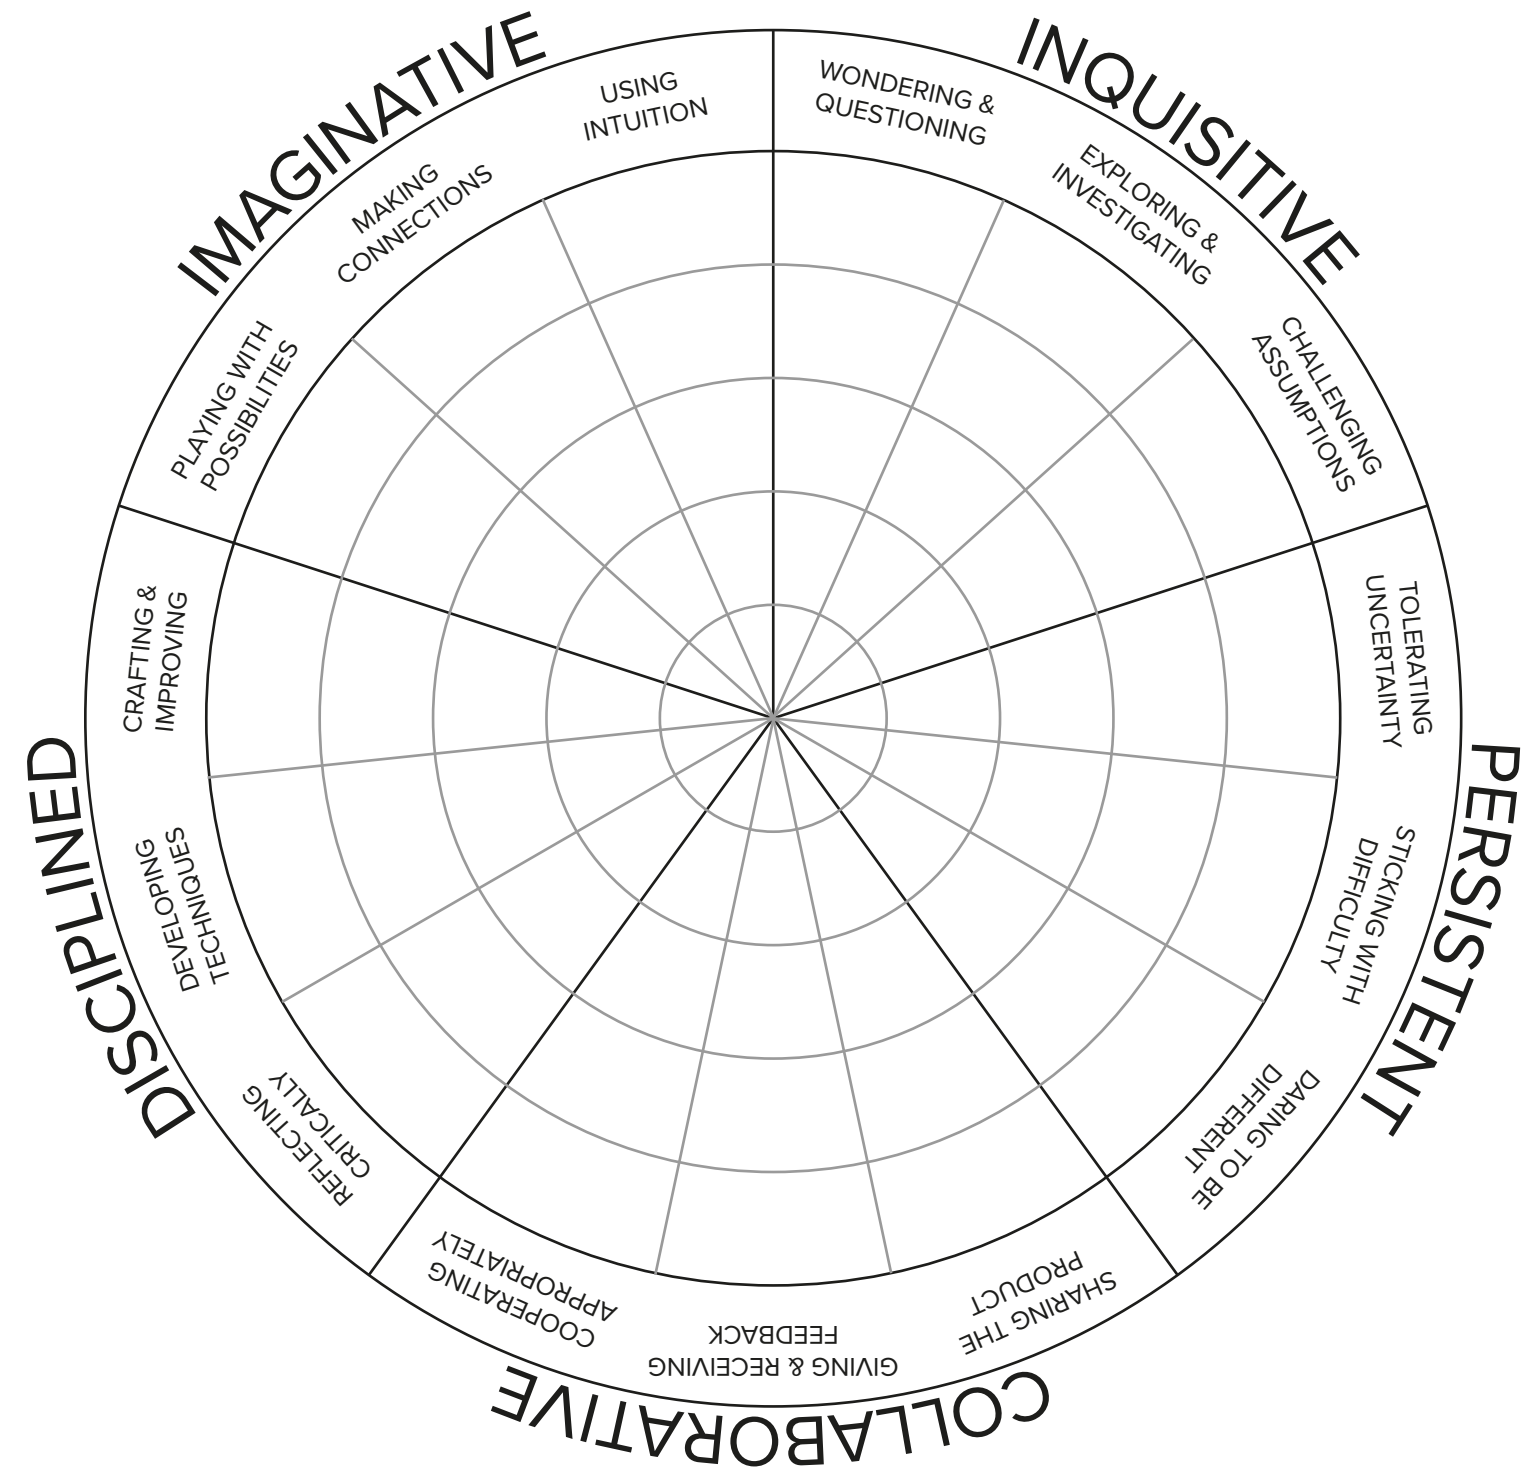 INQUISITIVE
WONDERING &
QUESTIONING
EXPLORING &
INVESTIGATING
CHALLENGING
ASSUMPTIONS
PERSISTENT
TOLERATING
UNCERTAINTY
STICKING WITH
DIFFICULTY
DARING TO BE
DIFFERENT
COLLABORATIVE
SHARING THE
PRODUCT
GIVING & RECEIVING
FEEDBACK
COOPERATING
APPROPRIATELY
DISCIPLINED
REFLECTING
CRITICALLY
DEVELOPING
TECHNIQUES
CRAFTING &
IMPROVING
IMAGINATIVE
PLAYING WITH
POSSIBILITIES
MAKING
CONNECTIONS
USING
INTUITION